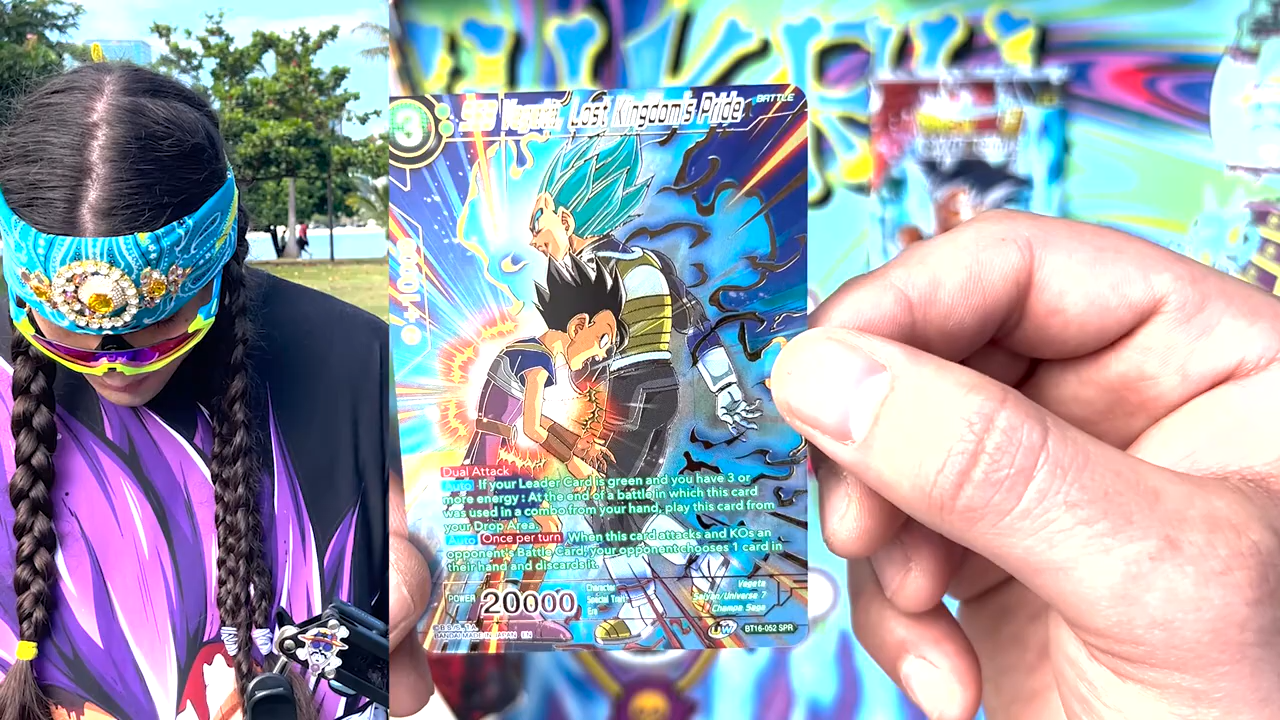 3
SSB Vegeta, Lost Kingdom's Pride
BATTLE
Dual Attack
Auto If your Leader Card is green and you have 3 or
more energy : At the end of a battle in which this card
was used in a combo from your hand, play this card from
your Drop Area.
Auto Once per turn When this card attacks and KOs an
opponent's Battle Card, your opponent chooses 1 card in
their hand and discards it.
POWER 20000
Character Vegeta
Special Trait Saiyan/Universe 7
Era Champa Saga
©B.S./S., T.A.
BANDAI MADE IN JAPAN EN
UW
BT16-052 SPR